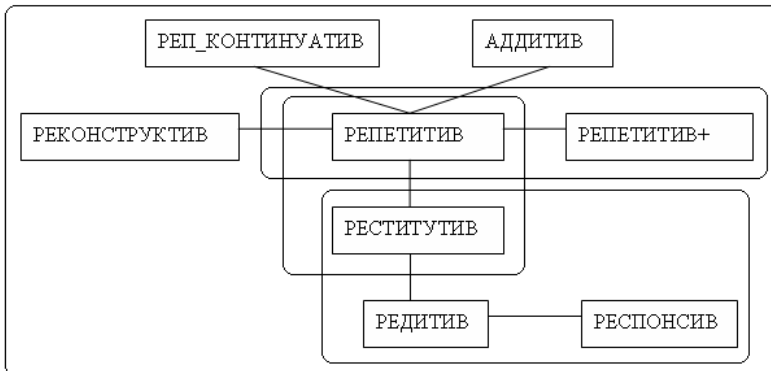 РЕП_КОНТИНУАТИВ АДДИТИВ
РЕКОНСТРУКТИВ РЕПЕТИТИВ РЕПЕТИТИВ+
РЕСТИТУТИВ
РЕДИТИВ РЕСПОНСИВ